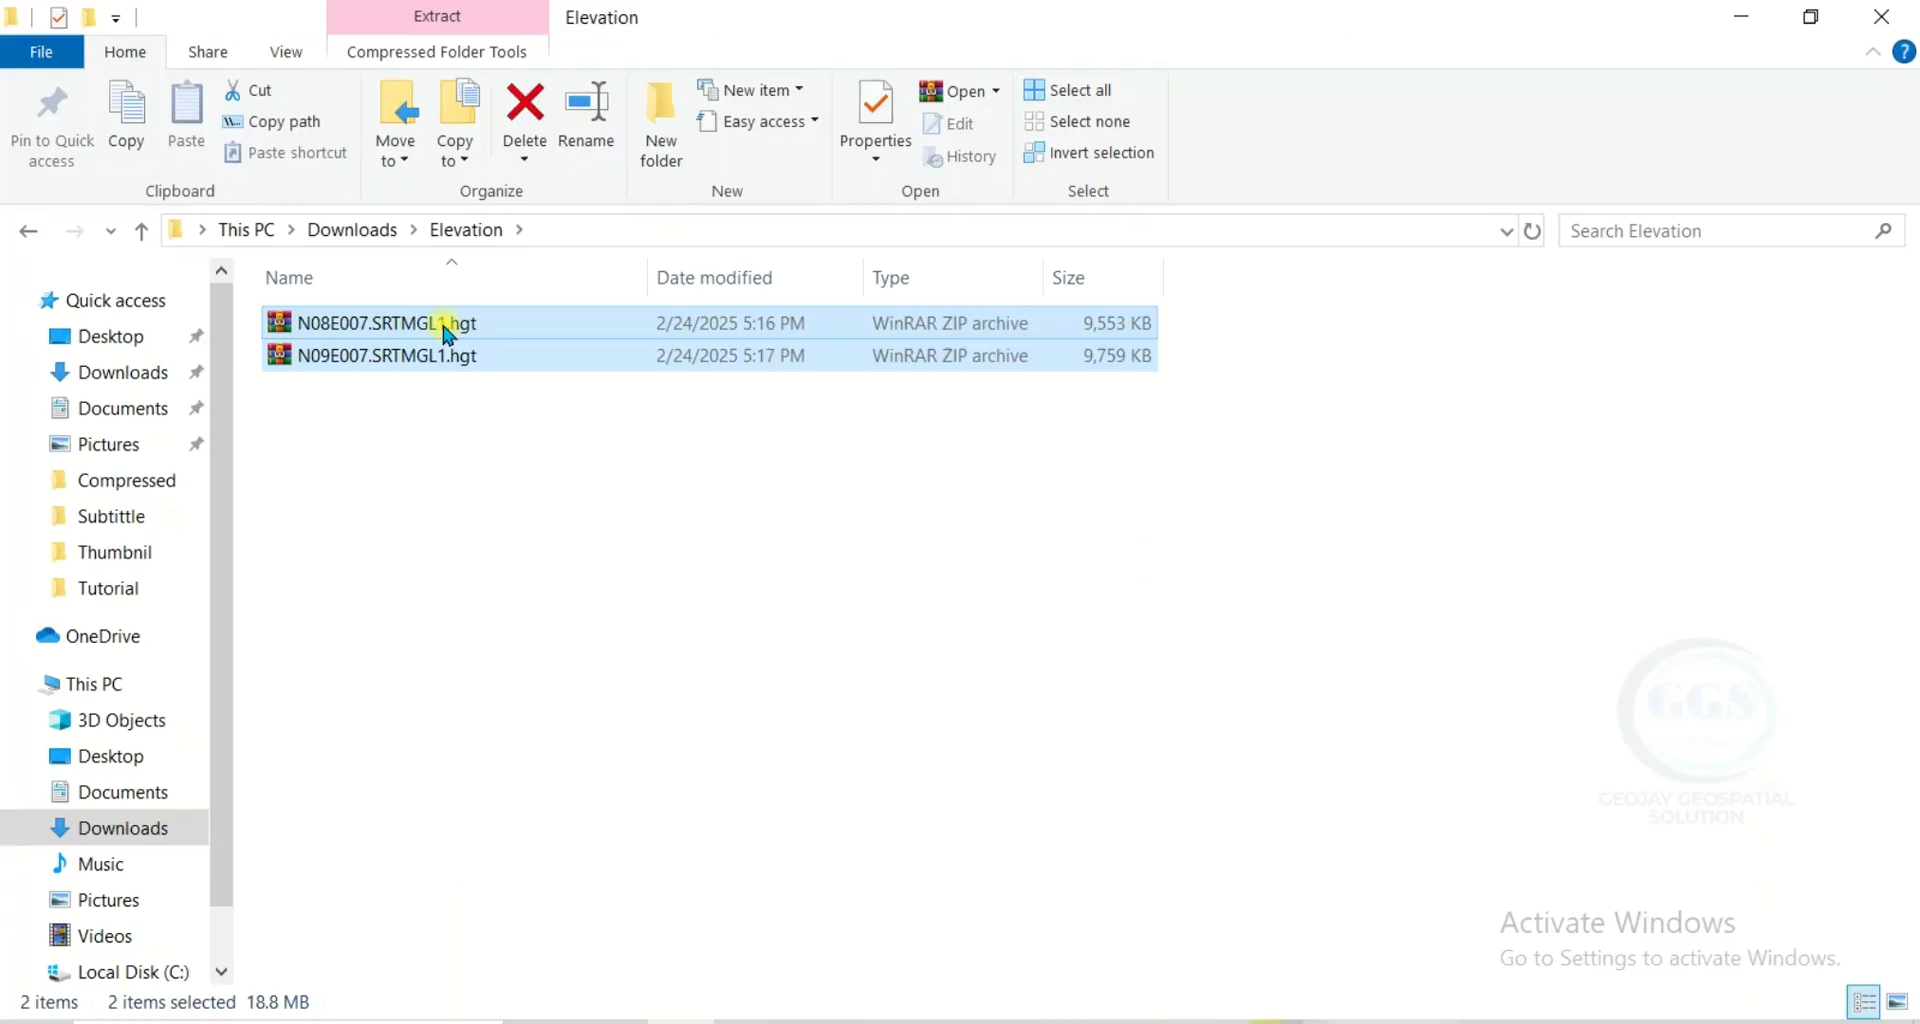 Extract
Elevation
File
Home
Share
View
Compressed Folder Tools
Pin to Quick access
Copy
Paste
Cut
Copy path
Paste shortcut
Clipboard
Move to
Copy to
Delete
Rename
Organize
New folder
New item
Easy access
New
Properties
Open
Edit
History
Open
Select all
Select none
Invert selection
Select
This PC > Downloads > Elevation >
Search Elevation
Name
Date modified
Type
Size
N08E007.SRTMGL1.hgt 2/24/2025 5:16 PM WinRAR ZIP archive 9,553 KB
N09E007.SRTMGL1.hgt 2/24/2025 5:17 PM WinRAR ZIP archive 9,759 KB
Quick access
Desktop
Downloads
Documents
Pictures
Compressed
Subtittle
Thumbnil
Tutorial
OneDrive
This PC
3D Objects
Desktop
Documents
Downloads
Music
Pictures
Videos
Local Disk (C:)
GGS
GEOJAY GEOSPATIAL
SOLUTION
Activate Windows
Go to Settings to activate Windows.
2 items 2 items selected 18.8 MB